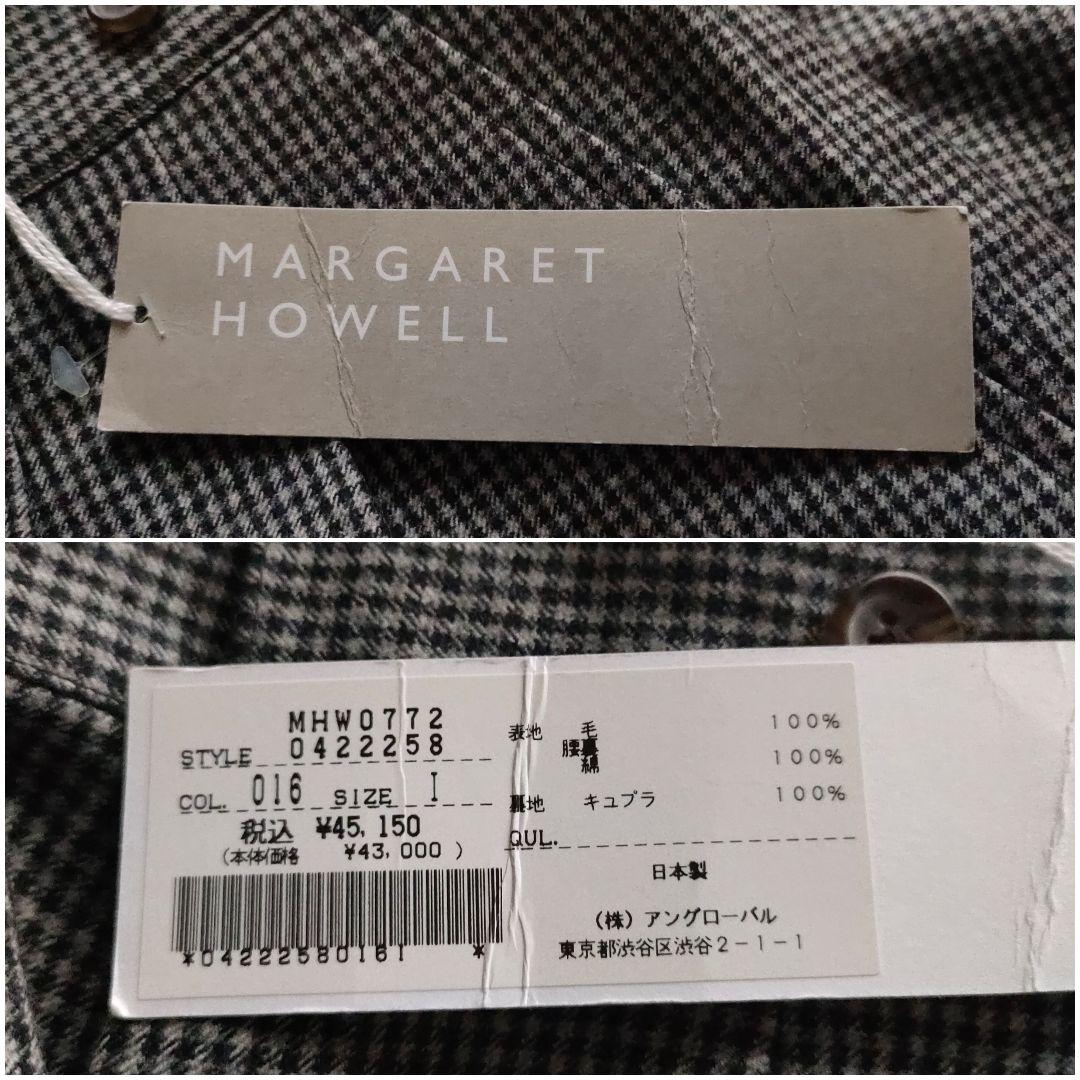 MARGARET
HOWELL
MHW0772
STYLE 0422258
COL. 016 SIZE I
税込 ¥45,150
(本体価格 ¥43,000 )
*04222580161 *
表地 毛 100%
腰裏 綿 100%
裏地 キュプラ 100%
QUL.
日本製
(株) アングローバル
東京都渋谷区渋谷2-1-1